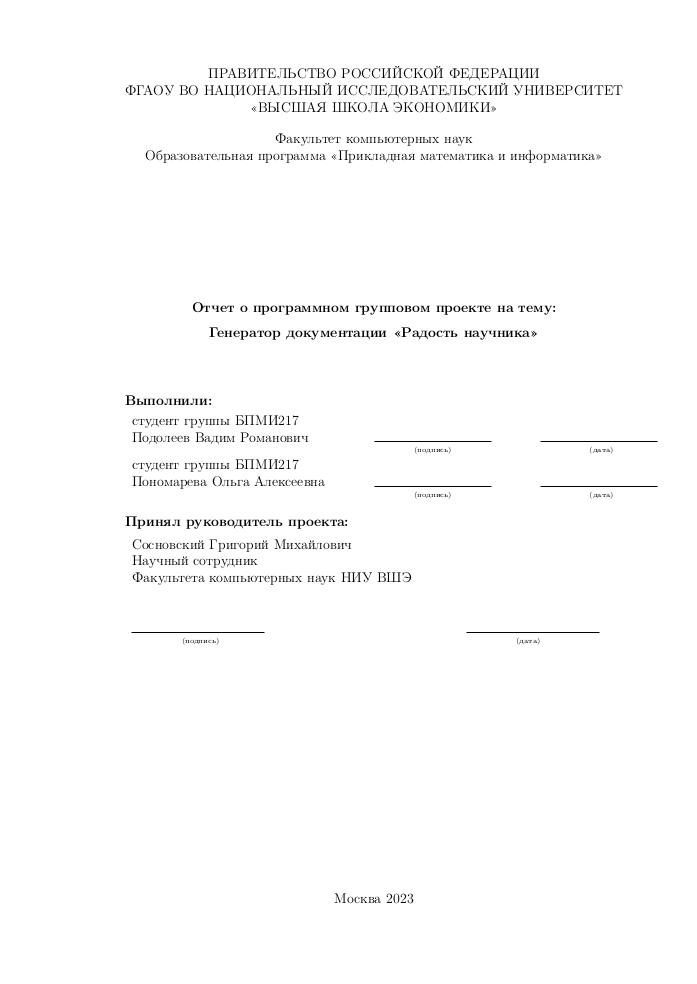 ПРАВИТЕЛЬСТВО РОССИЙСКОЙ ФЕДЕРАЦИИ
ФГАОУ ВО НАЦИОНАЛЬНЫЙ ИССЛЕДОВАТЕЛЬСКИЙ УНИВЕРСИТЕТ
«ВЫСШАЯ ШКОЛА ЭКОНОМИКИ»
Факультет компьютерных наук
Образовательная программа «Прикладная математика и информатика»
Отчет о программном групповом проекте на тему:
Генератор документации «Радость научника»
Выполнили:
студент группы БПМИ217
Подолеев Вадим Романович
(подпись) (дата)
студент группы БПМИ217
Пономарева Ольга Алексеевна
(подпись) (дата)
Принял руководитель проекта:
Сосновский Григорий Михайлович
Научный сотрудник
Факультета компьютерных наук НИУ ВШЭ
(подпись) (дата)
Москва 2023